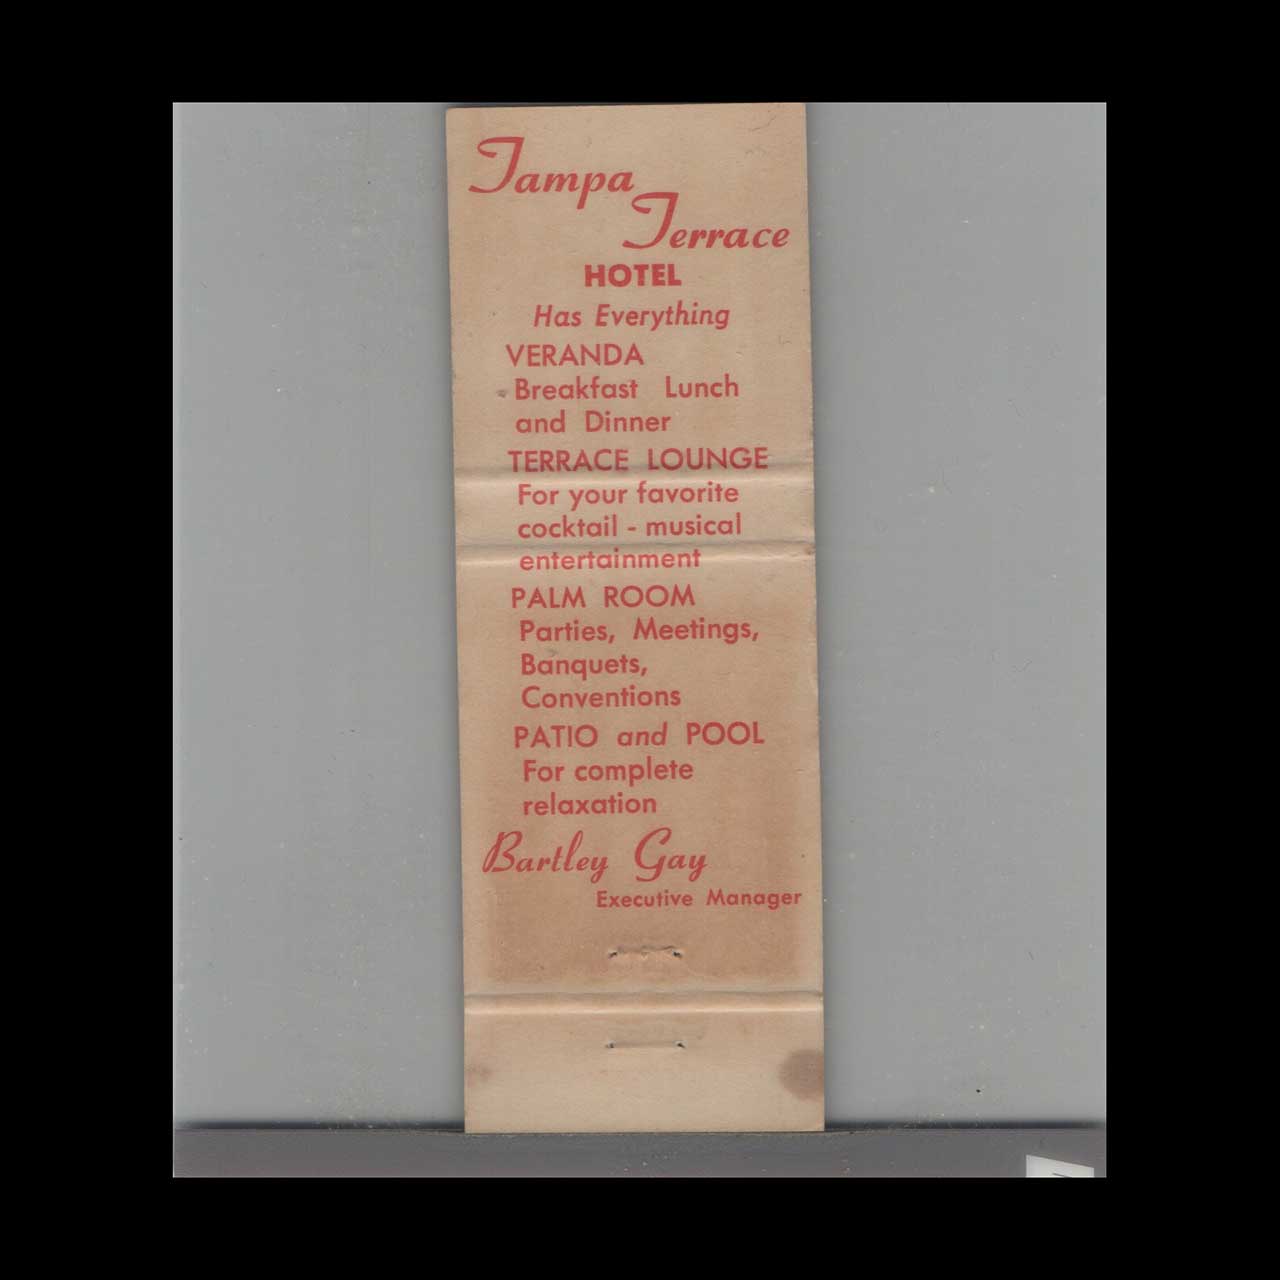 Tampa
Terrace
HOTEL
Has Everything
VERANDA
Breakfast Lunch
and Dinner
TERRACE LOUNGE
For your favorite
cocktail - musical
entertainment
PALM ROOM
Parties, Meetings,
Banquets,
Conventions
PATIO and POOL
For complete
relaxation
Bartley Gay
Executive Manager